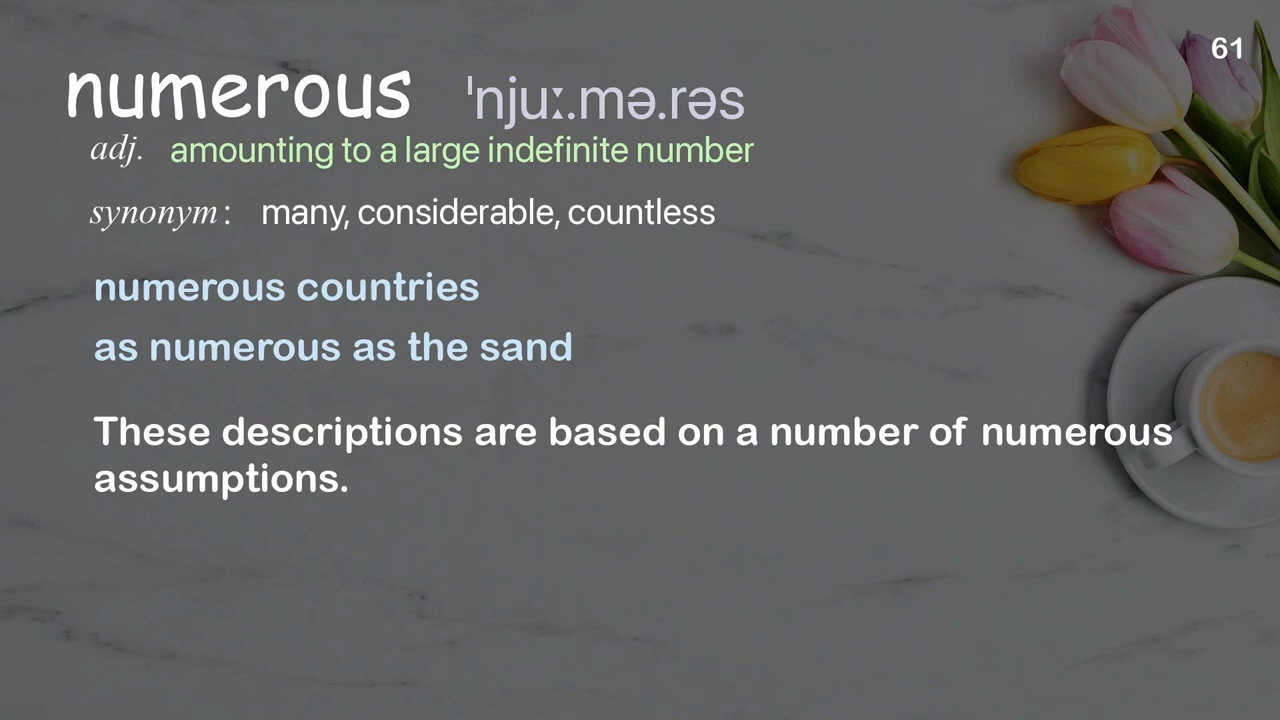 61
numerous ˈnjuː.mə.rəs
adj. amounting to a large indefinite number
synonym: many, considerable, countless
numerous countries
as numerous as the sand
These descriptions are based on a number of numerous
assumptions.